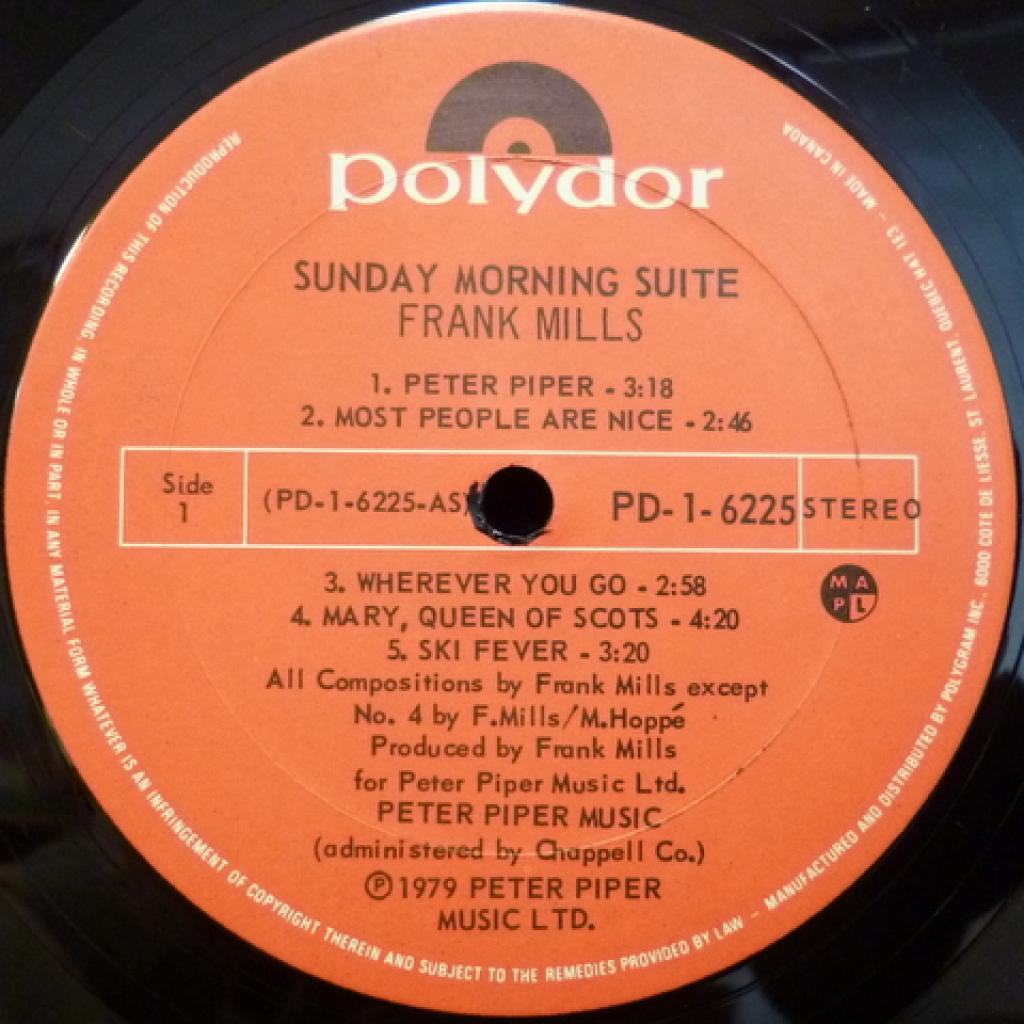 polydor
SUNDAY MORNING SUITE
FRANK MILLS
1. PETER PIPER - 3:18
2. MOST PEOPLE ARE NICE - 2:46
Side
1
(PD-1-6225-AS)
PD-1-6225
STEREO
3. WHEREVER YOU GO - 2:58
4. MARY, QUEEN OF SCOTS - 4:20
5. SKI FEVER - 3:20
M A
P L
All Compositions by Frank Mills except
No. 4 by F.Mills/M.Hoppé
Produced by Frank Mills
for Peter Piper Music Ltd.
PETER PIPER MUSIC
(administered by Chappell Co.)
Ⓟ1979 PETER PIPER
MUSIC LTD.
REPRODUCTION OF THIS RECORDING, IN WHOLE OR IN PART, IN ANY MATERIAL FORM WHATEVER IS AN INFRINGEMENT OF COPYRIGHT THEREIN AND SUBJECT TO THE REMEDIES PROVIDED BY LAW – MANUFACTURED AND DISTRIBUTED BY POLYGRAM INC., 6000 COTE DE LIESSE, ST LAURENT, QUEBEC H4T 1E3 – MADE IN CANADA